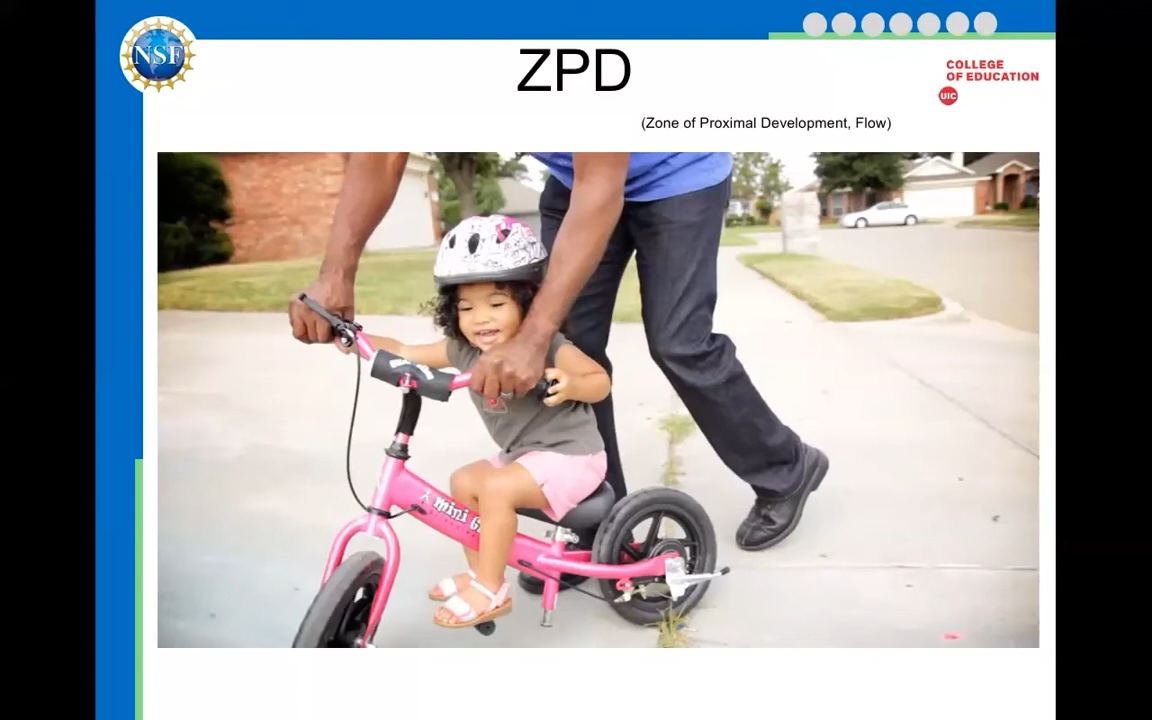 NSF
ZPD
COLLEGE
OF EDUCATION
UIC
(Zone of Proximal Development, Flow)
mini